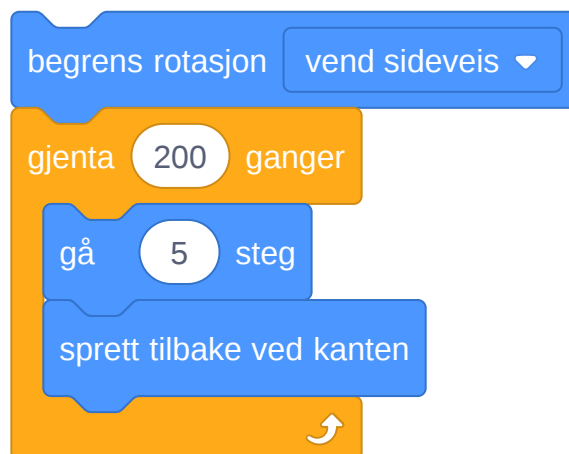 begrens rotasjon vend sideveis
gjenta 200 ganger
gå 5 steg
sprett tilbake ved kanten